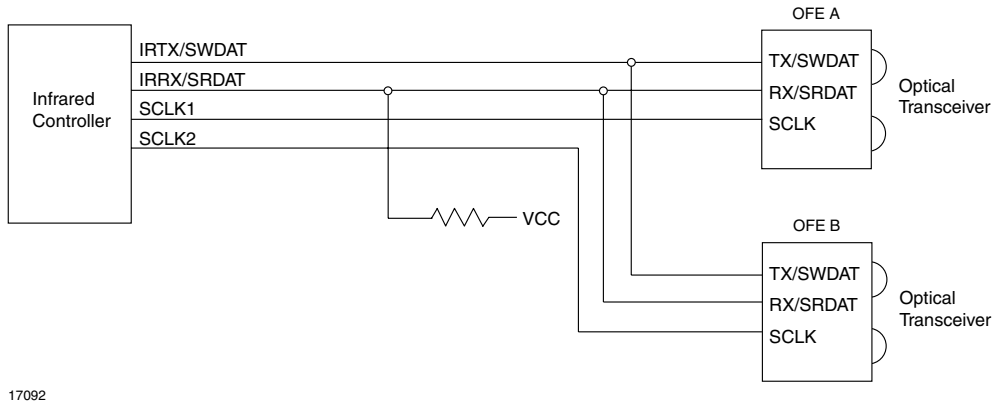 OFE A
IRTX/SWDAT
IRRX/SRDAT
SCLK1
SCLK2
Infrared
Controller
TX/SWDAT
RX/SRDAT
SCLK
Optical
Transceiver
VCC
OFE B
TX/SWDAT
RX/SRDAT
SCLK
Optical
Transceiver
17092